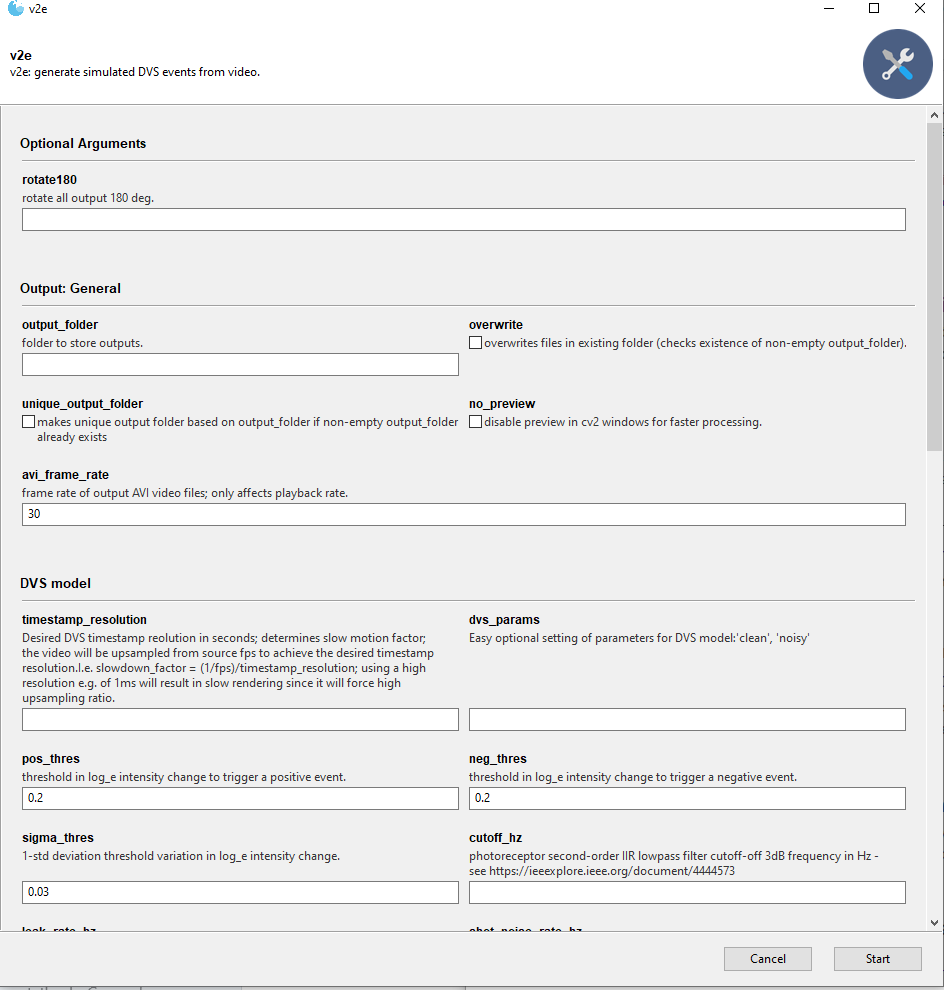 v2e
v2e
v2e: generate simulated DVS events from video.
Optional Arguments
rotate180
rotate all output 180 deg.
Output: General
output_folder
folder to store outputs.
overwrite
overwrites files in existing folder (checks existence of non-empty output_folder).
unique_output_folder
makes unique output folder based on output_folder if non-empty output_folder
already exists
no_preview
disable preview in cv2 windows for faster processing.
avi_frame_rate
frame rate of output AVI video files; only affects playback rate.
30
DVS model
timestamp_resolution
Desired DVS timestamp reolution in seconds; determines slow motion factor;
the video will be upsampled from source fps to achieve the desired timestamp
resolution.I.e. slowdown_factor = (1/fps)/timestamp_resolution; using a high
resolution e.g. of 1ms will result in slow rendering since it will force high
upsampling ratio.
dvs_params
Easy optional setting of parameters for DVS model:'clean', 'noisy'
pos_thres
threshold in log_e intensity change to trigger a positive event.
0.2
neg_thres
threshold in log_e intensity change to trigger a negative event.
0.2
sigma_thres
1-std deviation threshold variation in log_e intensity change.
0.03
cutoff_hz
photoreceptor second-order IIR lowpass filter cutoff-off 3dB frequency in Hz -
see https://ieeexplore.ieee.org/document/4444573
leak_rate_hz
shot_noise_rate_hz
Cancel
Start